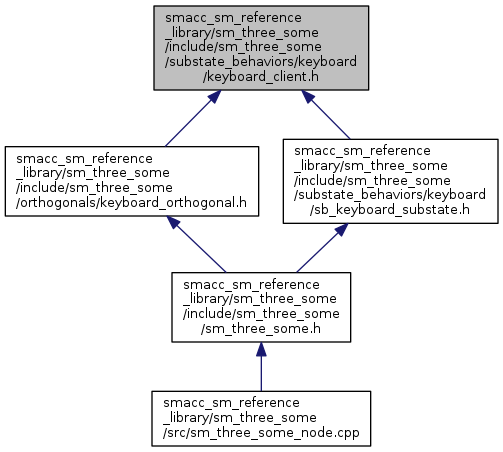 smacc_sm_reference
_library/sm_three_some
/include/sm_three_some
/substate_behaviors/keyboard
/keyboard_client.h
smacc_sm_reference
_library/sm_three_some
/include/sm_three_some
/orthogonals/keyboard_orthogonal.h
smacc_sm_reference
_library/sm_three_some
/include/sm_three_some
/substate_behaviors/keyboard
/sb_keyboard_substate.h
smacc_sm_reference
_library/sm_three_some
/include/sm_three_some
/sm_three_some.h
smacc_sm_reference
_library/sm_three_some
/src/sm_three_some_node.cpp